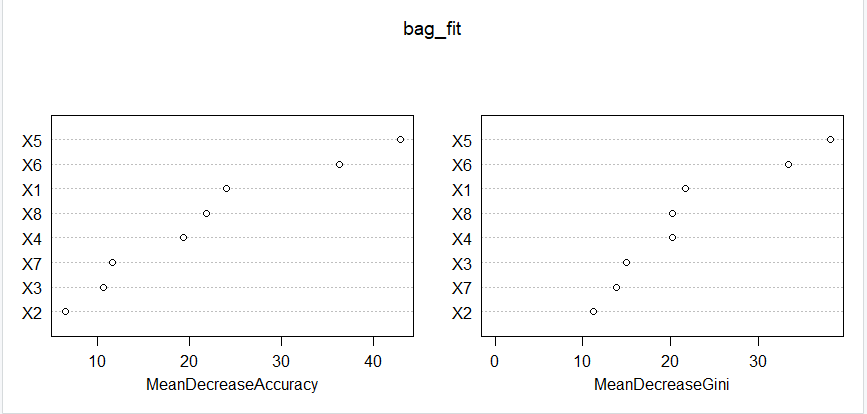 bag_fit
X5
X6
X1
X8
X4
X7
X3
X2
10 20 30 40
MeanDecreaseAccuracy
X5
X6
X1
X8
X4
X3
X7
X2
0 10 20 30
MeanDecreaseGini